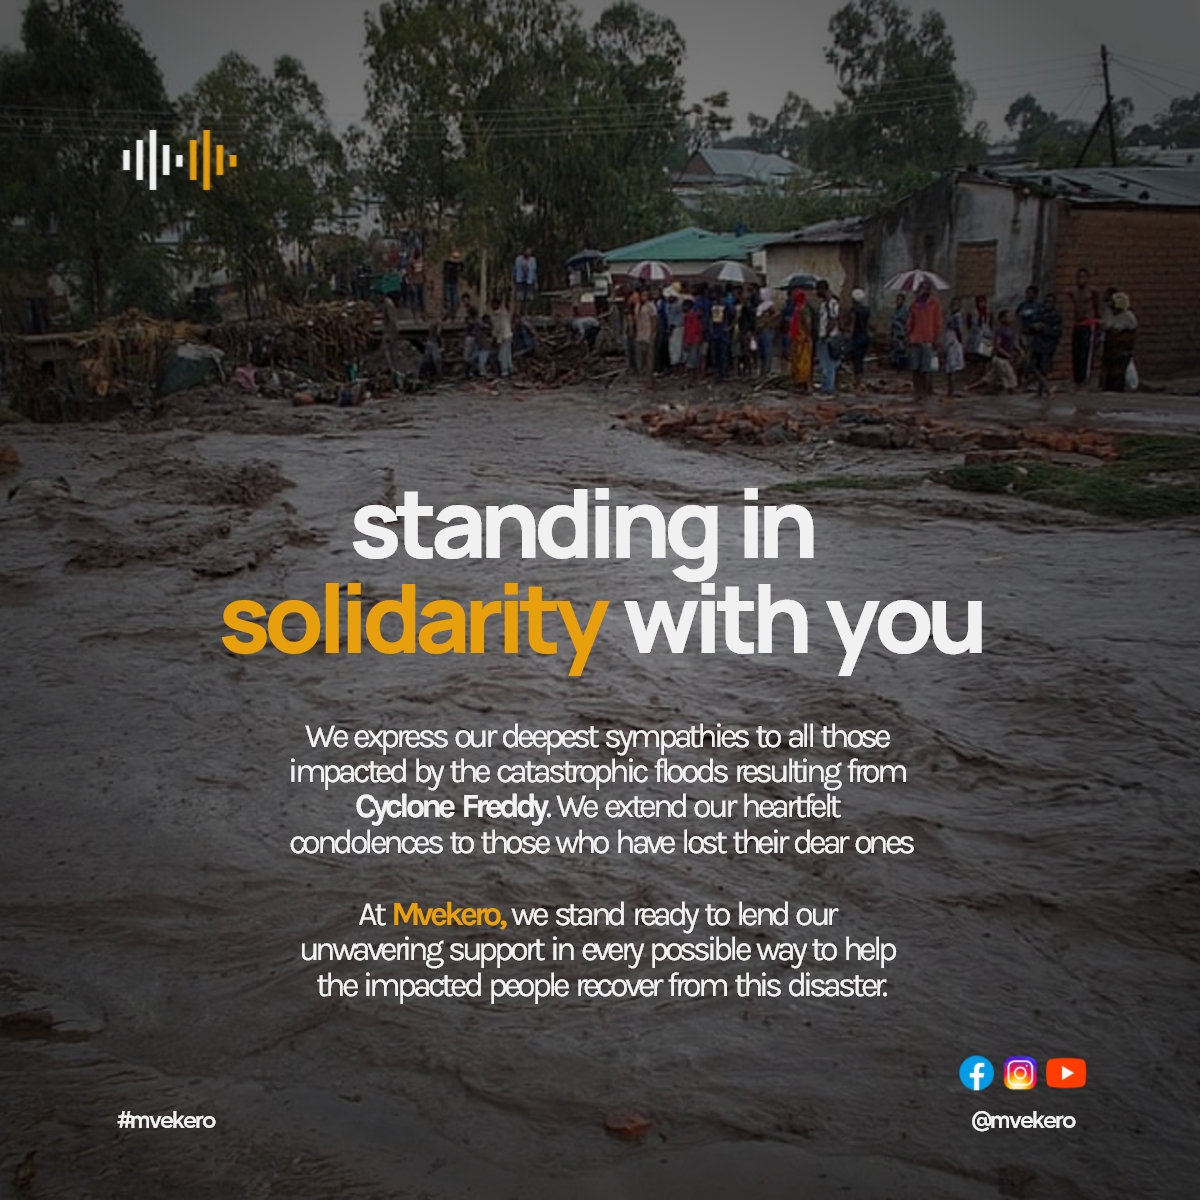 standing in
solidarity with you
We express our deepest sympathies to all those
impacted by the catastrophic floods resulting from
Cyclone Freddy. We extend our heartfelt
condolences to those who have lost their dear ones
At Mvekero, we stand ready to lend our
unwavering support in every possible way to help
the impacted people recover from this disaster.
#mvekero
@mvekero